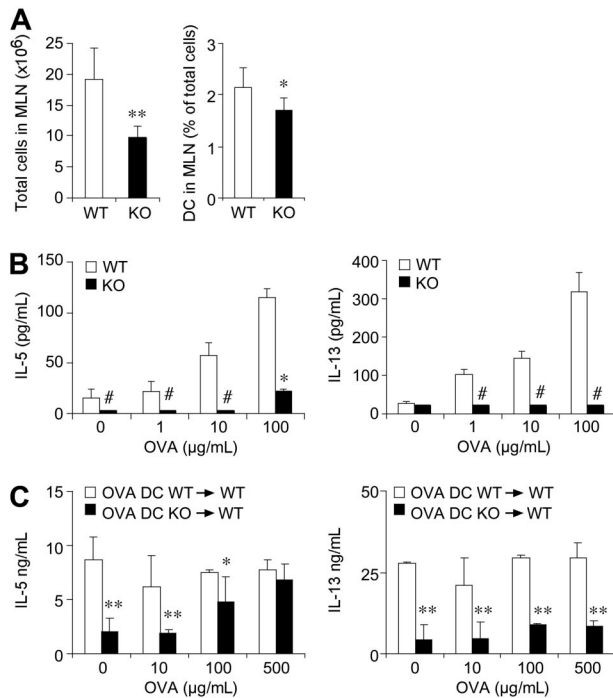 A
Total cells in MLN (x10⁶)
25
20
15
10
5
0
**
WT KO
DC in MLN (% of total cells)
3
2
1
0
*
WT KO
B
WT
KO
IL-5
(pg/mL)
150
100
50
0
# # # *
0 1 10 100
OVA (µg/mL)
WT
KO
IL-13
(pg/mL)
400
300
200
100
0
# # #
0 1 10 100
OVA (µg/mL)
C
OVA DC WT → WT
OVA DC KO → WT
IL-5 ng/mL
15
10
5
0
** ** *
0 10 100 500
OVA (µg/mL)
OVA DC WT → WT
OVA DC KO → WT
IL-13 ng/mL
50
25
0
** ** ** **
0 10 100 500
OVA (µg/mL)